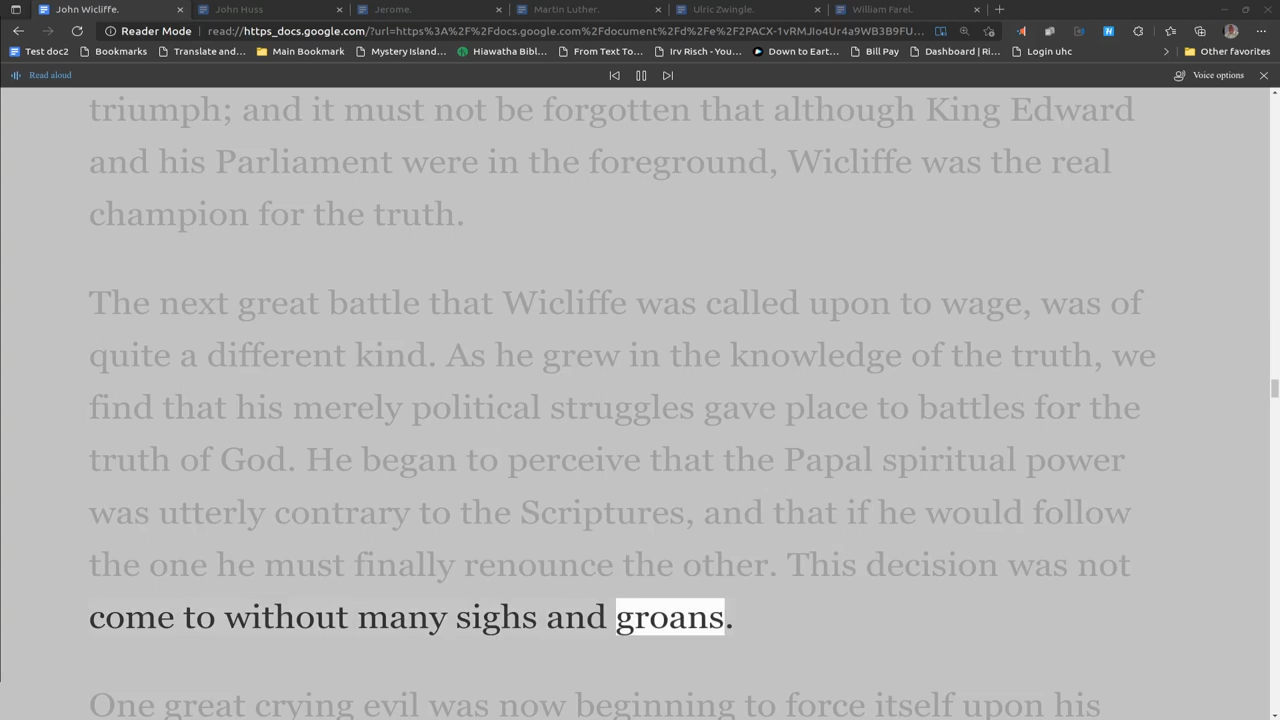 John Wicliffe.
John Huss
Jerome.
Martin Luther.
Ulric Zwingle.
William Farel.
Reader Mode
read://https_docs.google.com/?url=https%3A%2F%2Fdocs.google.com%2Fdocument%2Fd%2Fe%2F2PACX-1vRMJIo4Ur4a9WB3B9FU...
Test doc2
Bookmarks
Translate and...
Main Bookmark
Mystery Island...
Hiawatha Bibl...
From Text To...
Irv Risch - You...
Down to Eart...
Bill Pay
Dashboard | Ri...
Login uhc
Other favorites
Read aloud
Voice options
triumph; and it must not be forgotten that although King Edward
and his Parliament were in the foreground, Wicliffe was the real
champion for the truth.
The next great battle that Wicliffe was called upon to wage, was of
quite a different kind. As he grew in the knowledge of the truth, we
find that his merely political struggles gave place to battles for the
truth of God. He began to perceive that the Papal spiritual power
was utterly contrary to the Scriptures, and that if he would follow
the one he must finally renounce the other. This decision was not
come to without many sighs and groans.
One great crying evil was now beginning to force itself upon his